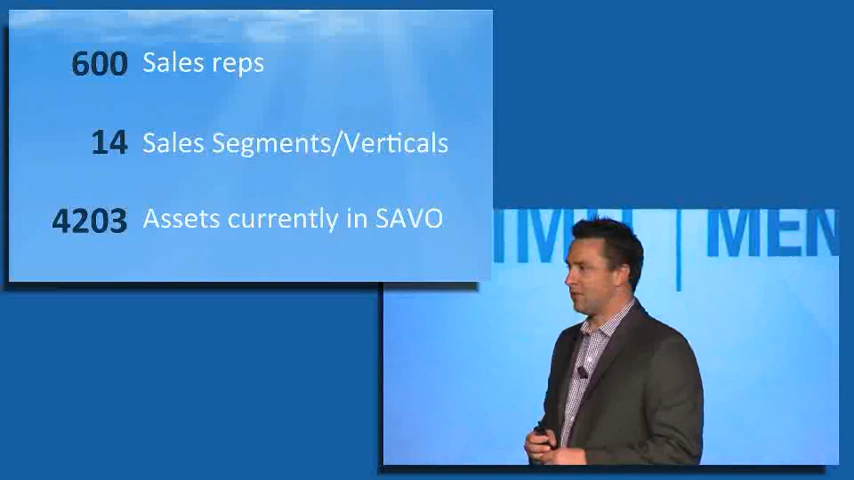 600 Sales reps
14 Sales Segments/Verticals
4203 Assets currently in SAVO